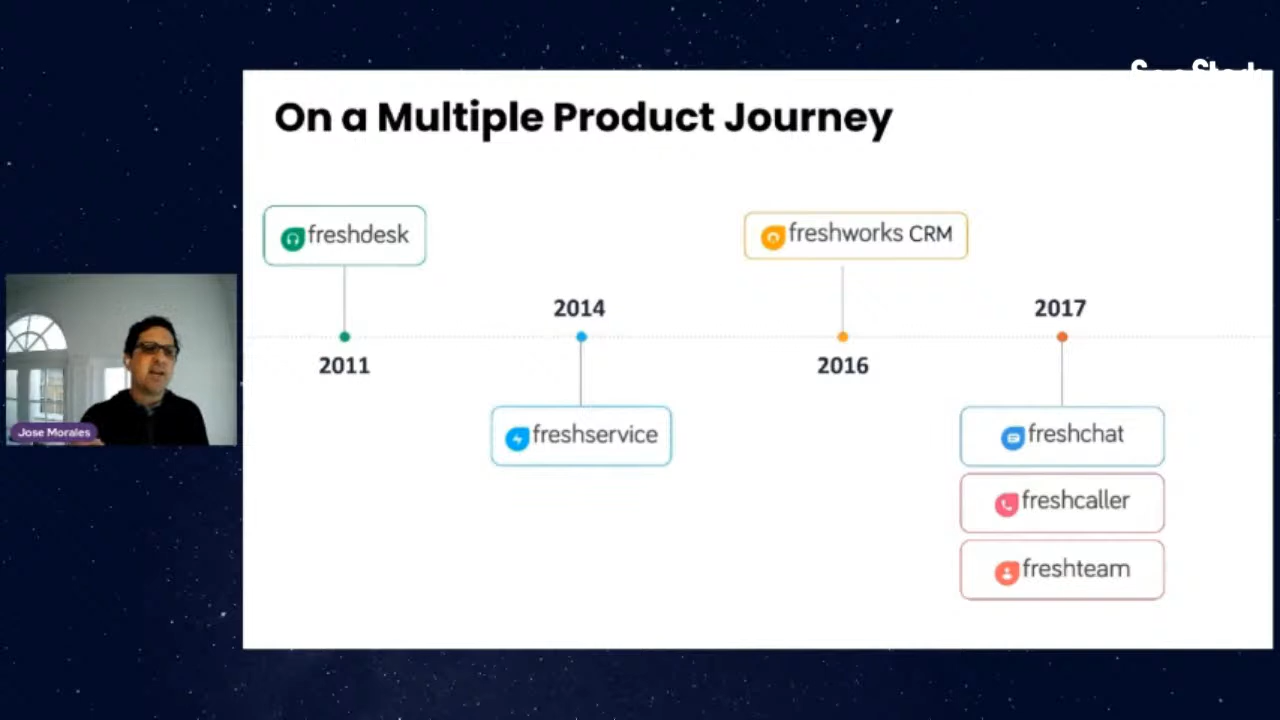 On a Multiple Product Journey
freshdesk
freshworks CRM
2014
2017
2011
2016
Jose Morales
freshservice
freshchat
freshcaller
freshteam